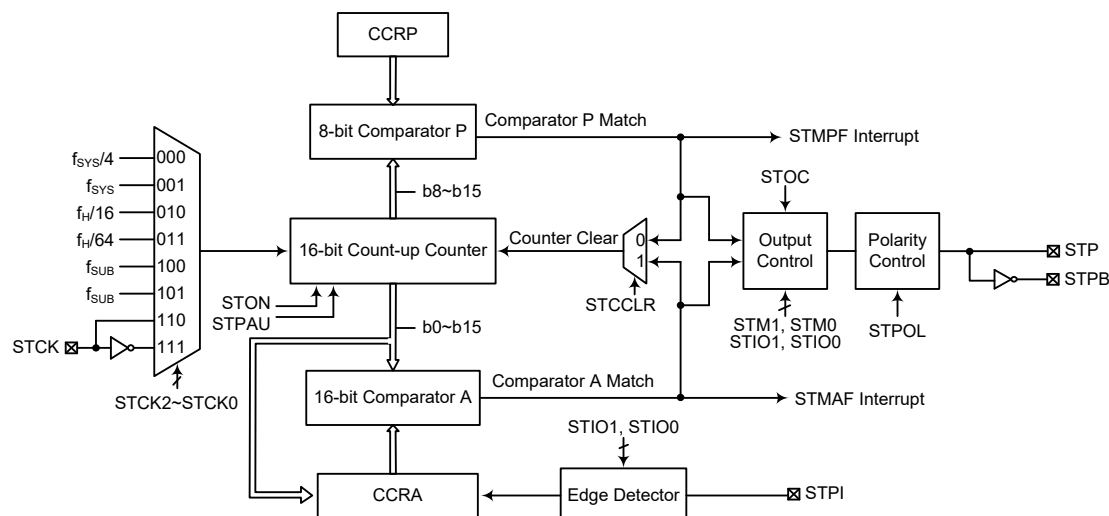 CCRP
8-bit Comparator P
Comparator P Match
STMPF Interrupt
b8~b15
fSYS/4
000
fSYS
001
fH/16
010
fH/64
011
fSUB
100
fSUB
101
110
STCK
111
STCK2~STCK0
16-bit Count-up Counter
STON
STPAU
Counter Clear
0
1
STCCLR
STOC
Output
Control
STM1, STM0
STIO1, STIO0
Polarity
Control
STPOL
STP
STPB
b0~b15
16-bit Comparator A
Comparator A Match
STMAF Interrupt
STIO1, STIO0
CCRA
Edge Detector
STPI